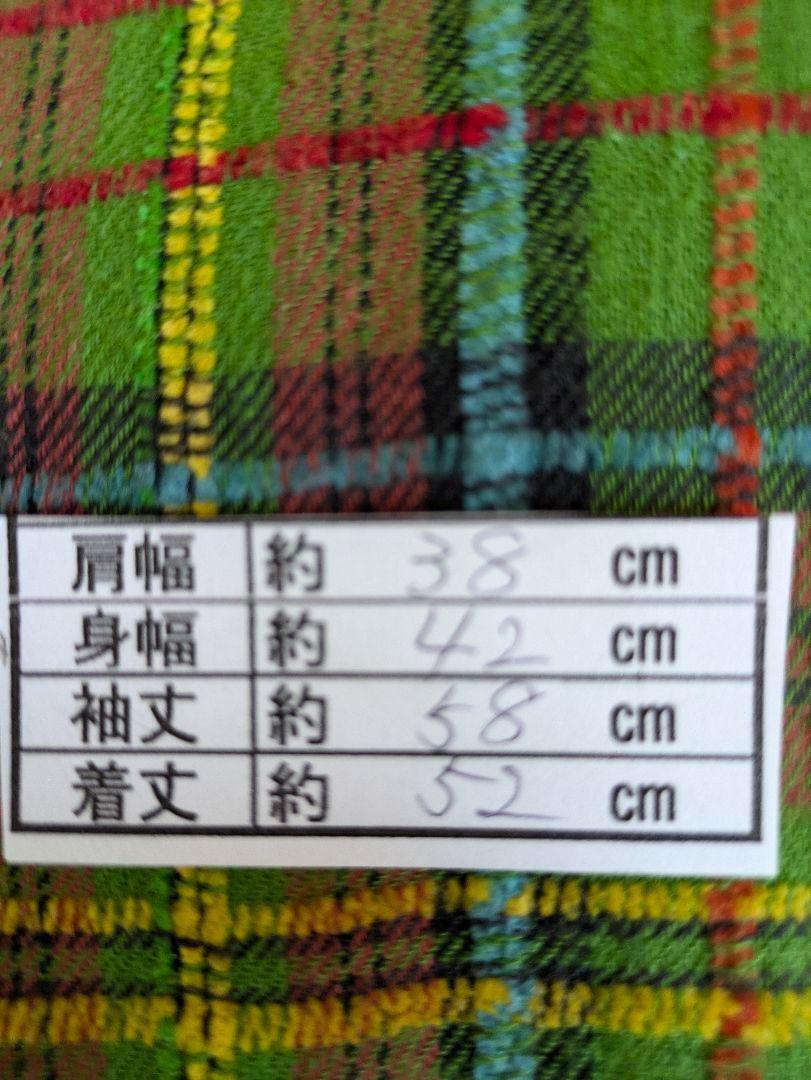 肩幅 約 38 cm
身幅 約 42 cm
袖丈 約 58 cm
着丈 約 52 cm